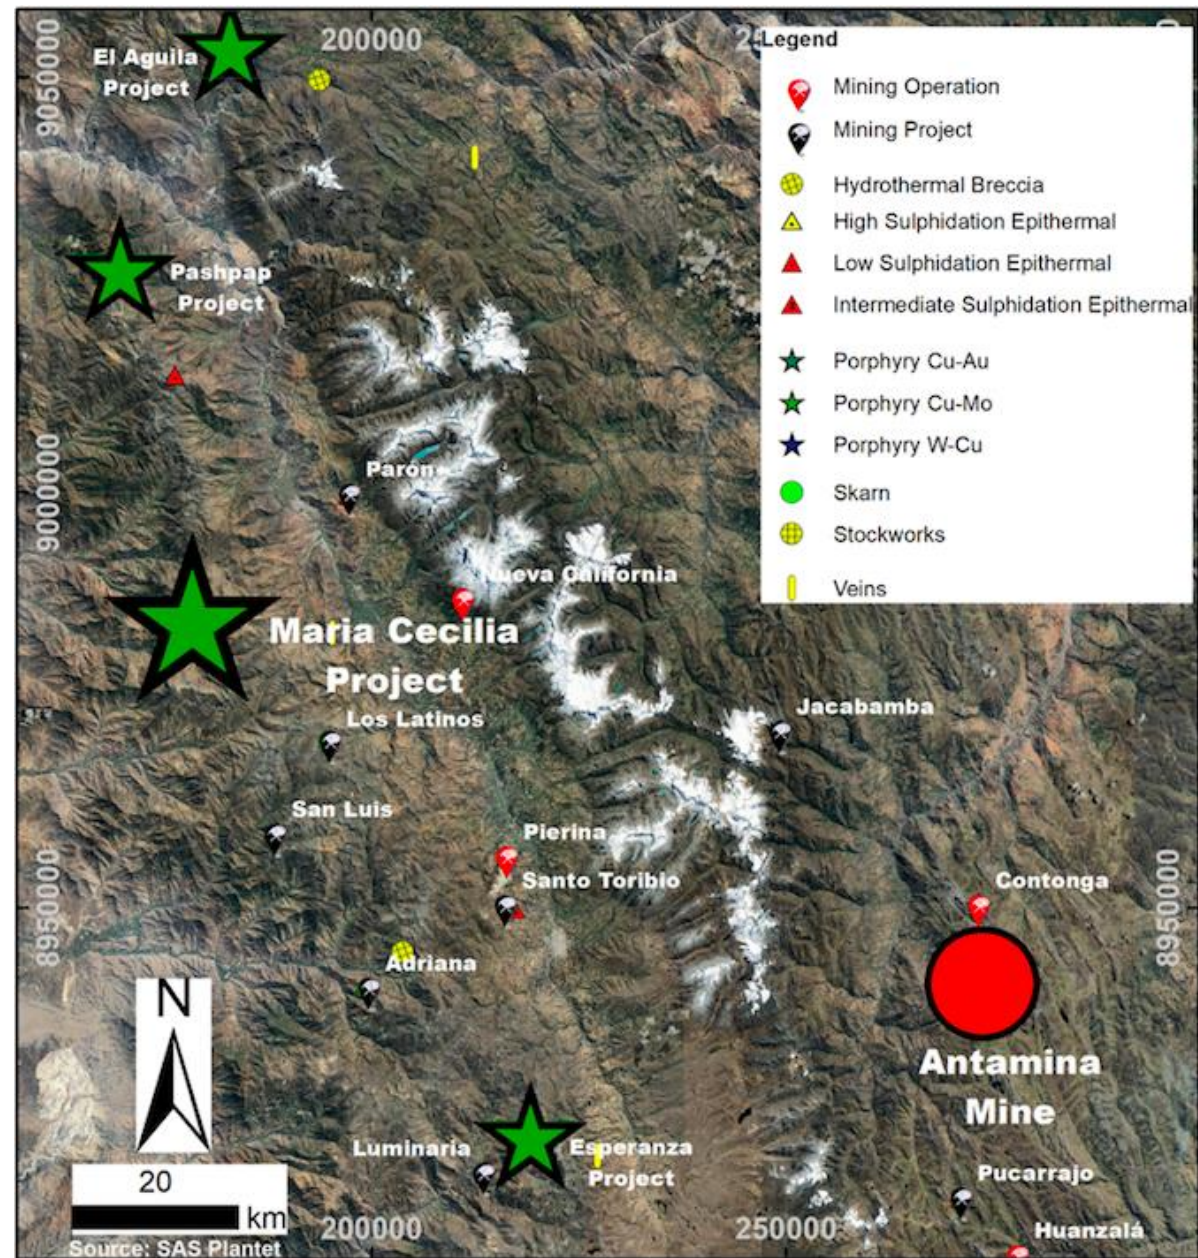 200000
9050000
El Aguila
Project
Legend
Mining Operation
Mining Project
Hydrothermal Breccia
High Sulphidation Epithermal
Low Sulphidation Epithermal
Intermediate Sulphidation Epithermal
Porphyry Cu-Au
Porphyry Cu-Mo
Porphyry W-Cu
Skarn
Stockworks
Veins
Pashpap
Project
9000000
Parón
Nueva California
Maria Cecilia
Project
Los Latinos
Jacabamba
San Luis
Pierina
Santo Toribio
Contonga
8950000
8950000
Adriana
N
Antamina
Mine
Luminaria
Esperanza
Project
Pucarrajo
20
km
200000
250000
Huanzalá
Source: SAS Plantet